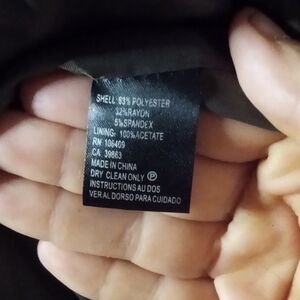 SHELL: 63% POLYESTER
32% RAYON
5% SPANDEX
LINING: 100% ACETATE
RN 106409
CA 39863
MADE IN CHINA
DRY CLEAN ONLY Ⓟ
INSTRUCTIONS AU DOS
VER AL DORSO PARA CUIDADO